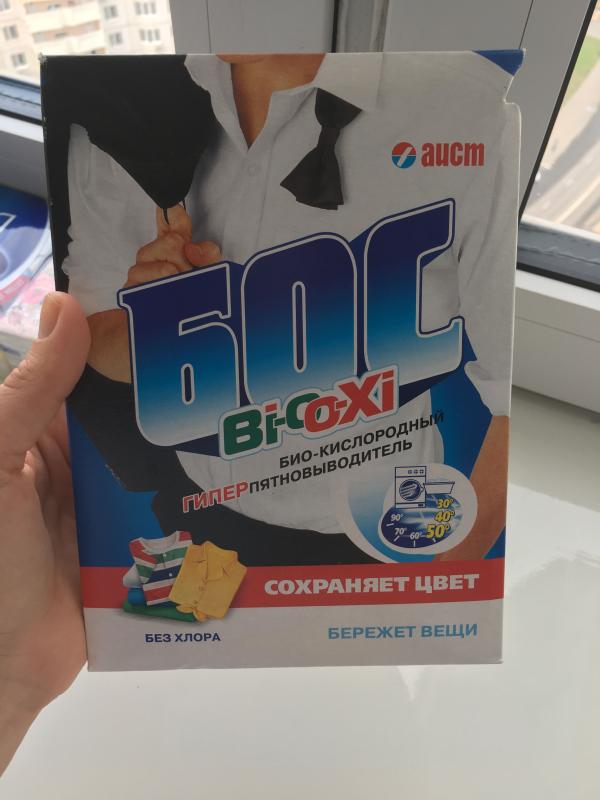 аист
БОС
Bi-O-o-Xi
БИО-КИСЛОРОДНЫЙ
ГИПЕРПЯТНОВЫВОДИТЕЛЬ
30°
40°
50°
60°
70°
90°
СОХРАНЯЕТ ЦВЕТ
БЕЗ ХЛОРА
БЕРЕЖЕТ ВЕЩИ